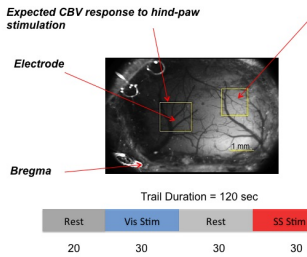 Expected CBV response to hind-paw
stimulation
Electrode
1 mm
Bregma
Trail Duration = 120 sec
Rest Vis Stim Rest SS Stim
20 30 30 30